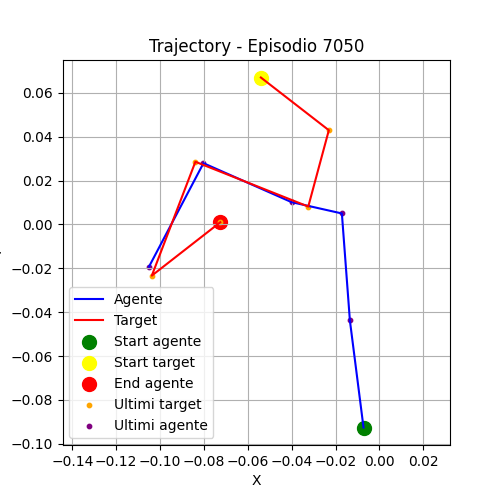 Trajectory - Episodio 7050
0.06
0.04
0.02
0.00
−0.02
−0.04
−0.06
−0.08
−0.10
Agente
Target
Start agente
Start target
End agente
Ultimi target
Ultimi agente
−0.14 −0.12 −0.10 −0.08 −0.06 −0.04 −0.02 0.00 0.02
X